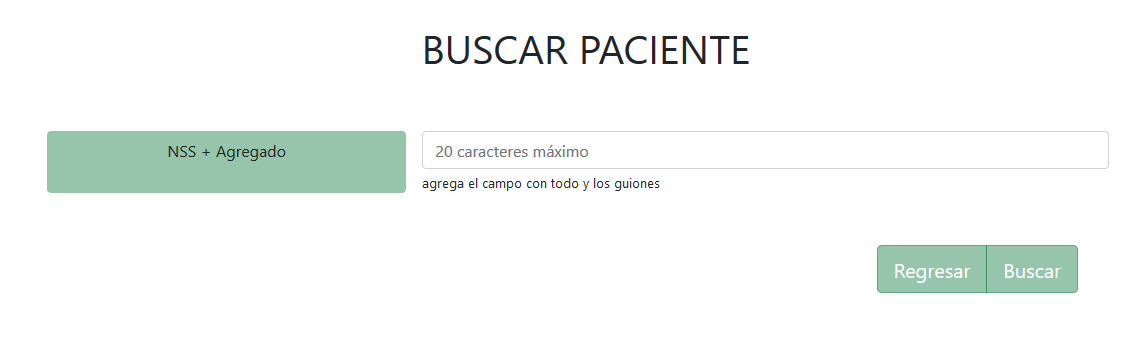 BUSCAR PACIENTE
NSS + Agregado
20 caracteres máximo
agrega el campo con todo y los guiones
Regresar
Buscar